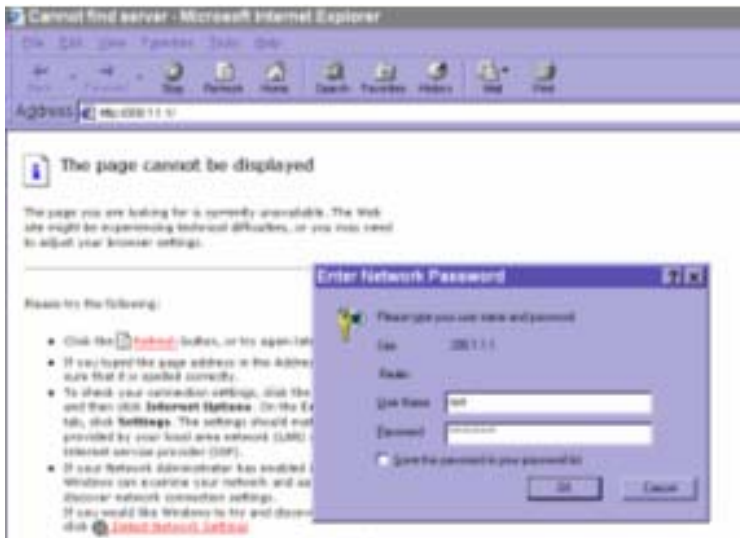 Cannot find server - Microsoft Internet Explorer
File Edit View Favorites Tools Help
Back Forward Stop Refresh Home Search Favorites History Mail Print
Address
The page cannot be displayed
The page you are looking for is currently unavailable. The Web
site might be experiencing technical difficulties, or you may need
to adjust your browser settings.
Please try the following:
Click the Refresh button, or try again
If you typed the page address in the Address
sure that it is spelled correctly.
To check your connection settings, click the
and then click Internet Options. On the
tab, click Settings. The settings should
provided by your local area network (LAN)
Internet service provider (ISP).
If your Network Administrator has enabled
Windows can examine your network and
discover network connection settings.
If you would like Windows to try and
click Detect Network Settings
Enter Network Password
Please type your user name and password.
Site:
Realm
User Name
Password
Save this password in your password list
OK Cancel